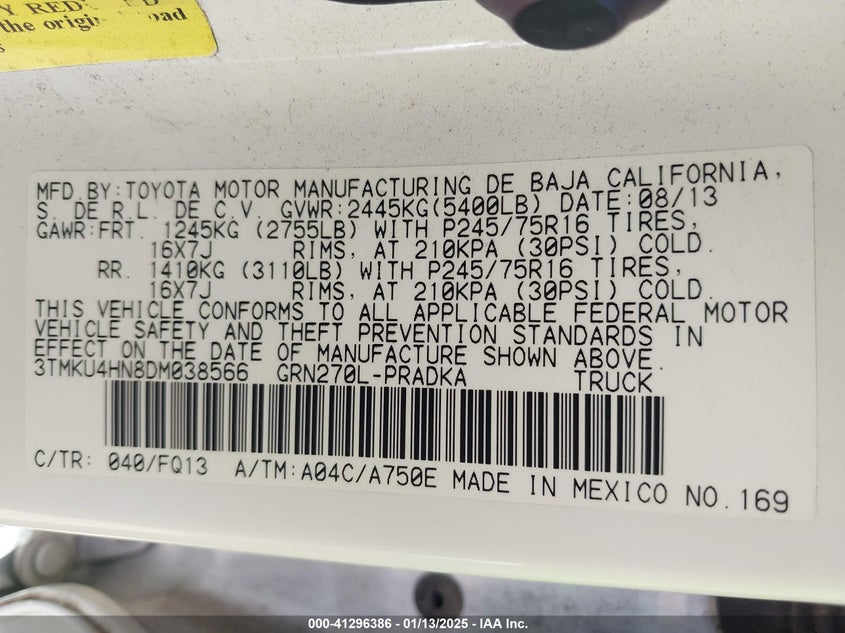 Y RED
the origin oad
MFD.BY:TOYOTA MOTOR MANUFACTURING DE BAJA CALIFORNIA,
S. DE R.L. DE C.V. GVWR:2445KG(5400LB) DATE:08/13
GAWR:FRT. 1245KG (2755LB) WITH P245/75R16 TIRES,
16X7J RIMS, AT 210KPA (30PSI) COLD.
RR. 1410KG (3110LB) WITH P245/75R16 TIRES,
16X7J RIMS, AT 210KPA (30PSI) COLD.
THIS VEHICLE CONFORMS TO ALL APPLICABLE FEDERAL MOTOR
VEHICLE SAFETY AND THEFT PREVENTION STANDARDS IN
EFFECT ON THE DATE OF MANUFACTURE SHOWN ABOVE.
3TMKU4HN8DM038566 GRN270L-PRADKA TRUCK
C/TR: 040/FQ13 A/TM:A04C/A750E MADE IN MEXICO NO.169
000-41296386 - 01/13/2025 - IAA Inc.